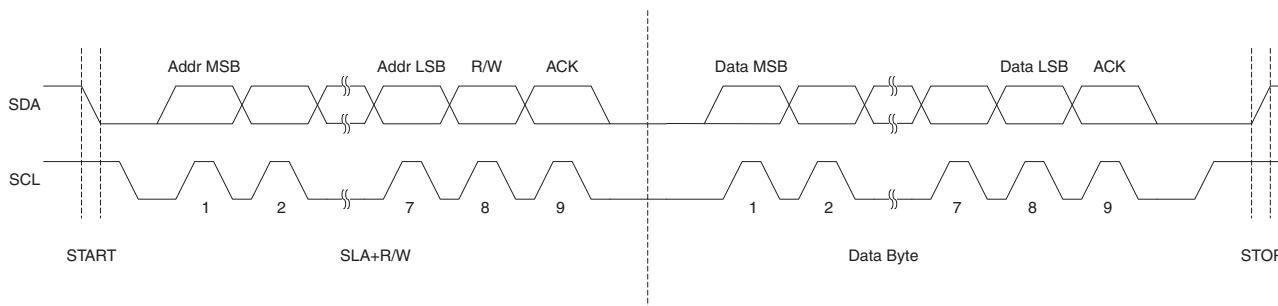 Addr MSB Addr LSB R/W ACK Data MSB Data LSB ACK
SDA
SCL
1 2 7 8 9 1 2 7 8 9
START SLA+R/W Data Byte STOP